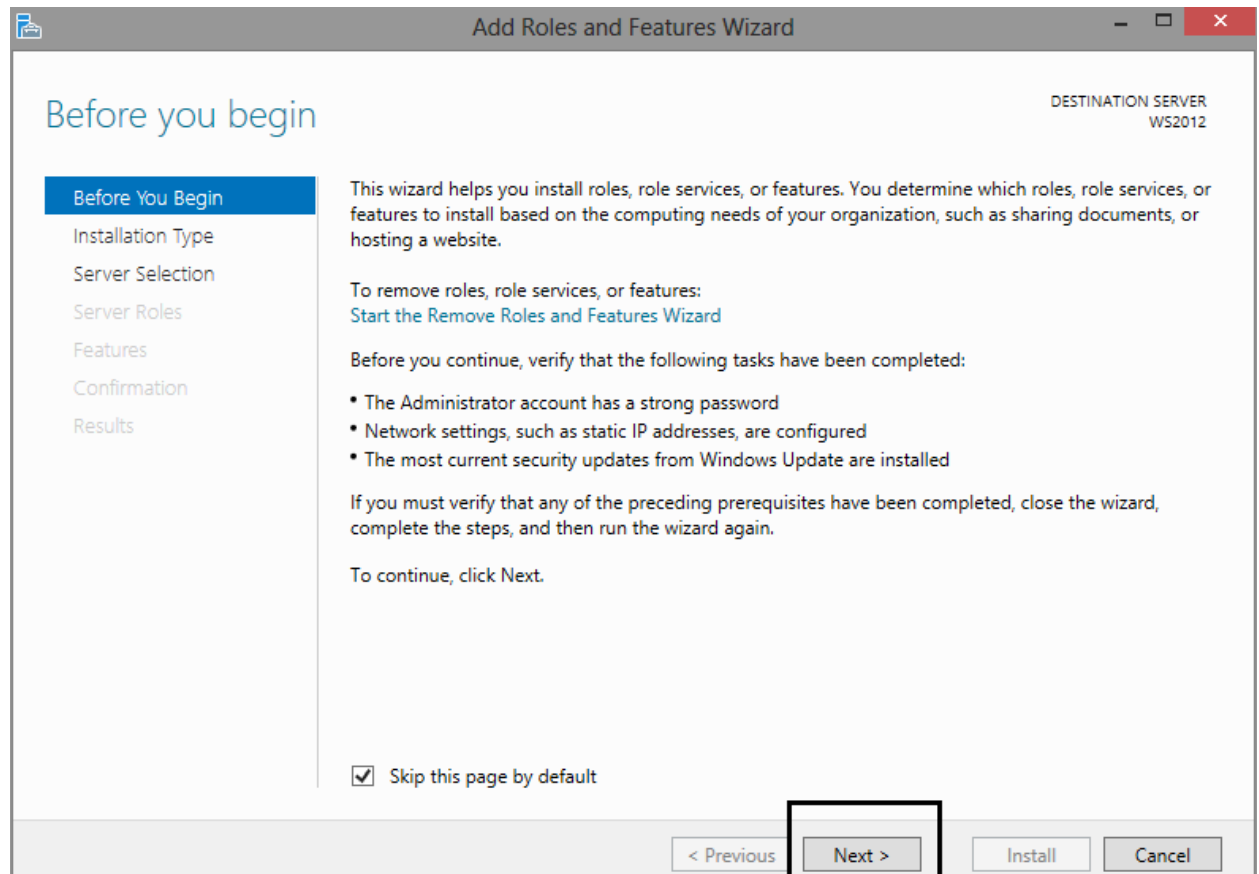 Add Roles and Features Wizard
Before you begin
DESTINATION SERVER
WS2012
Before You Begin
Installation Type
Server Selection
Server Roles
Features
Confirmation
Results
This wizard helps you install roles, role services, or features. You determine which roles, role services, or
features to install based on the computing needs of your organization, such as sharing documents, or
hosting a website.
To remove roles, role services, or features:
Start the Remove Roles and Features Wizard
Before you continue, verify that the following tasks have been completed:
• The Administrator account has a strong password
• Network settings, such as static IP addresses, are configured
• The most current security updates from Windows Update are installed
If you must verify that any of the preceding prerequisites have been completed, close the wizard,
complete the steps, and then run the wizard again.
To continue, click Next.
Skip this page by default
< Previous Next > Install Cancel